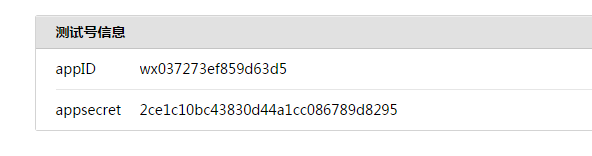 测试号信息
appID wx037273ef859d63d5
appsecret 2ce1c10bc43830d44a1cc086789d8295